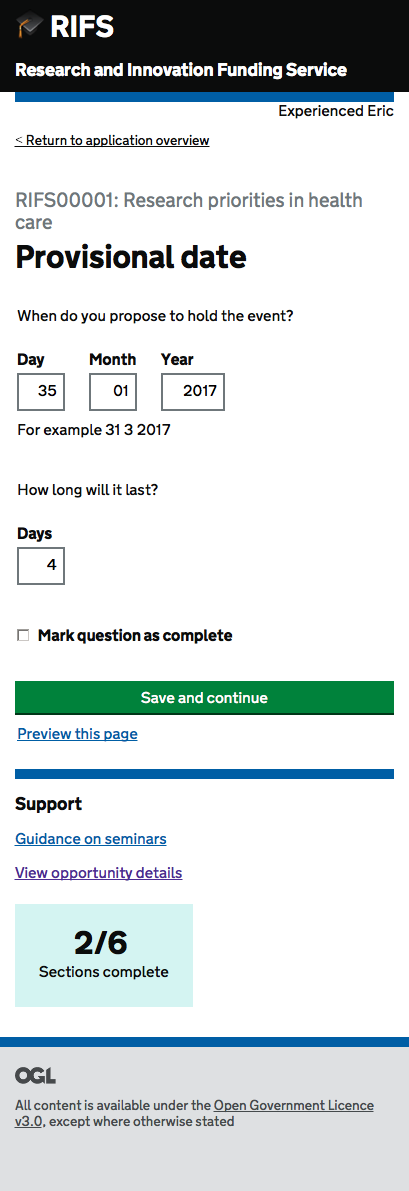 RIFS
Research and Innovation Funding Service
Experienced Eric
< Return to application overview
RIFS00001: Research priorities in health
care
Provisional date
When do you propose to hold the event?
Day Month Year
35 01 2017
For example 31 3 2017
How long will it last?
Days
4
Mark question as complete
Save and continue
Preview this page
Support
Guidance on seminars
View opportunity details
2/6
Sections complete
OGL
All content is available under the Open Government Licence
v3.0, except where otherwise stated